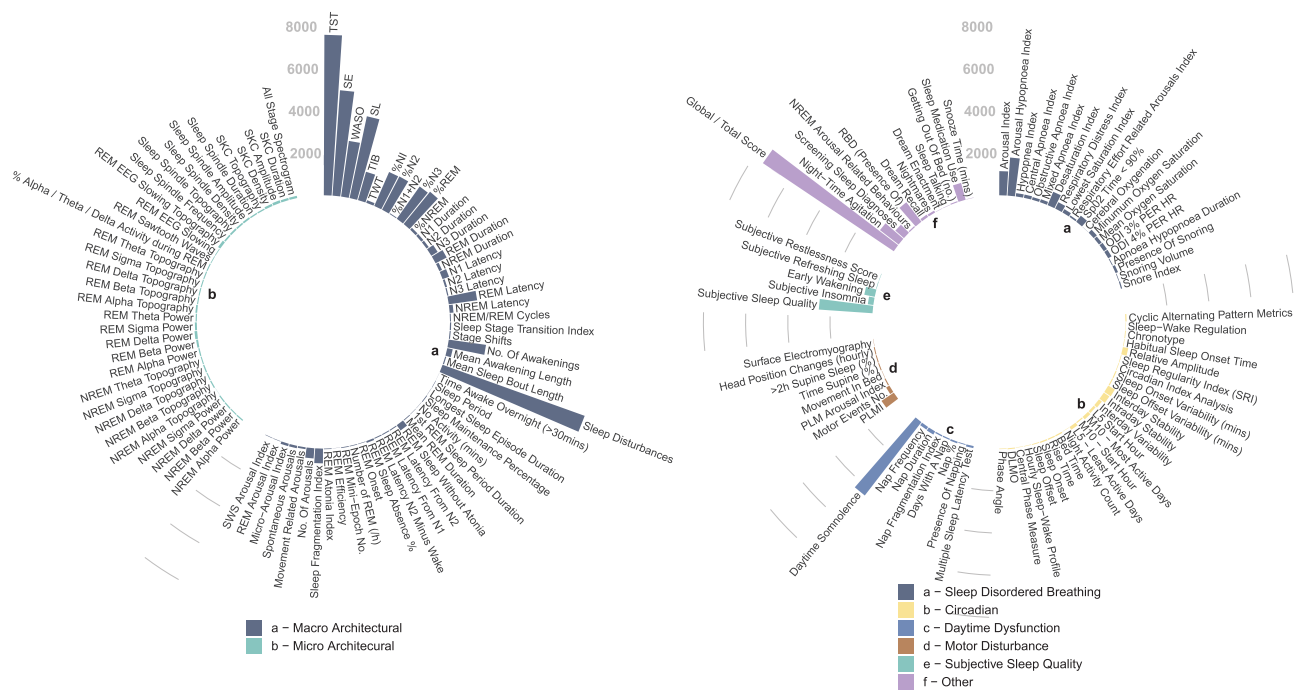 8000
6000
4000
2000
TST
SE
WASO
SL
TIB
TWT
%N1+N2
%NI
%N2
%NREM
%N3
%REM
N1 Duration
N2 Duration
N3 Duration
REM Duration
NREM Duration
N1 Latency
N2 Latency
N3 Latency
REM Latency
NREM Latency
NREM/REM Cycles
Sleep Stage Transition Index
Stage Shifts
No. Of Awakenings
Mean Awakening Length
Mean Sleep Bout Length
Sleep Disturbances
Time Awake Overnight (>30mins)
Sleep Period
Longest Sleep Episode Duration
Sleep Maintenance Percentage
No Activity (mins)
1st REM Sleep Period Duration
Mean REM Duration
REM Sleep Without Atonia
REM Latency From N2
REM Latency From N1
REM Latency N2 Minus Wake
REM Sleep Absence %
REM Onset
Number of REM (/h)
REM Mini−Epoch No.
REM Efficiency
REM Atonia Index
Sleep Fragmentation Index
No. Of Arousals
Movement Related Arousals
Spontaneous Arousals
Micro−Arousal Index
REM Arousal Index
SWS Arousal Index
NREM Alpha Power
NREM Beta Power
NREM Delta Power
NREM Sigma Power
NREM Alpha Topography
NREM Beta Topography
NREM Delta Topography
NREM Sigma Topography
NREM Theta Topography
REM Alpha Power
REM Beta Power
REM Delta Power
REM Sigma Power
REM Theta Power
REM Alpha Topography
REM Beta Topography
REM Delta Topography
REM Sigma Topography
REM Theta Topography
% Alpha / Theta / Delta Activity during REM
REM Sawtooth Waves
REM EEG Slowing
REM EEG Slowing Topography
Sleep Spindle Frequency
Sleep Spindle Topography
Sleep Spindle Density
Sleep Spindle Amplitude
Sleep Spindle Duration
SKC Topography
SKC Density
SKC Amplitude
SKC Duration
All Stage Spectrogram
a
b
a − Macro Architectural
b − Micro Architecural
8000
6000
4000
2000
Arousal Index
Arousal Hypopnoea Index
Hypopnea Index
Central Apnoea Index
Obstructive Apnoea Index
Mixed Apnoea Index
Desaturation Index
Respiratory Distress Index
Lowest Saturation Index
Respiratory Effort Related Arousals Index
SpO2 Time < 90%
Cerebral Oxygenation
Minimum Oxygen Saturation
Mean Oxygen Saturation
ODI 3% PER HR
ODI 4% PER HR
Apnoea Hypopnoea Duration
Presence Of Snoring
Snoring Volume
Snore Index
Cyclic Alternating Pattern Metrics
Sleep−Wake Regulation
Chronotype
Habitual Sleep Onset Time
Relative Amplitude
Sleep Regularity Index (SRI)
Circadian Index Analysis
Sleep Onset Variability (mins)
Sleep Offset Variability (mins)
Interdaily Stability
Intraday Stability
Interdaily Variability
M10 − Most Active Days
M10 − Start Hour
L5 − Start Hour
L5 − Least Active Days
Night Activity Count
Rise Time
Bed Time
Sleep Onset
Sleep Offset
Hourly Sleep−Wake Profile
Central Phase Measure
DLMO
Phase Angle
Multiple Sleep Latency Test
Presence Of Napping
Nap %
Days With A Nap
Nap Fragmentation Index
Nap Duration
Nap Frequency
Daytime Somnolence
PLMI
Motor Events No.
PLM Arousal Index
Movement In Bed
Time Supine (%)
>2h Supine Sleep (%)
Head Position Changes (hourly)
Surface Electromyography
Subjective Sleep Quality
Subjective Insomnia
Early Wakening
Subjective Refreshing Sleep
Subjective Restlessness Score
Global / Total Score
Night−Time Agitation
Screening Sleep Diagnoses
NREM Arousal Related Behaviours
RBD (Presence Of)
Dream Recall
Dream Enactment
Nightmares
Sleep Talking
Getting Out Of Bed (no.)
Sleep Medication Use
Snooze Time (mins)
a
b
c
d
e
f
a − Sleep Disordered Breathing
b − Circadian
c − Daytime Dysfunction
d − Motor Disturbance
e − Subjective Sleep Quality
f − Other